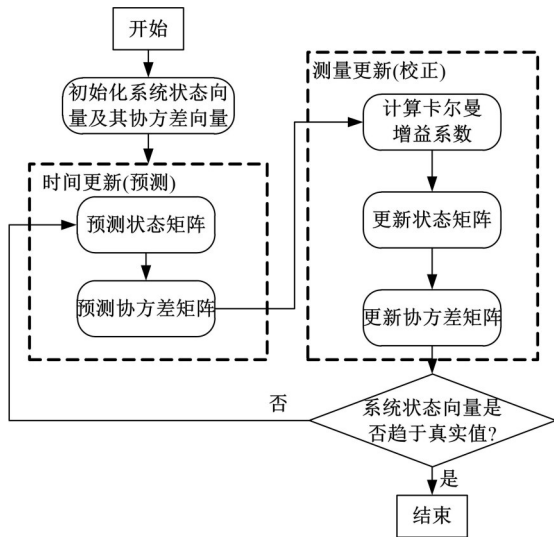 开始
初始化系统状态向
量及其协方差向量
时间更新(预测)
预测状态矩阵
预测协方差矩阵
测量更新(校正)
计算卡尔曼
增益系数
更新状态矩阵
更新协方差矩阵
系统状态向量是
否趋于真实值?
否
是
结束